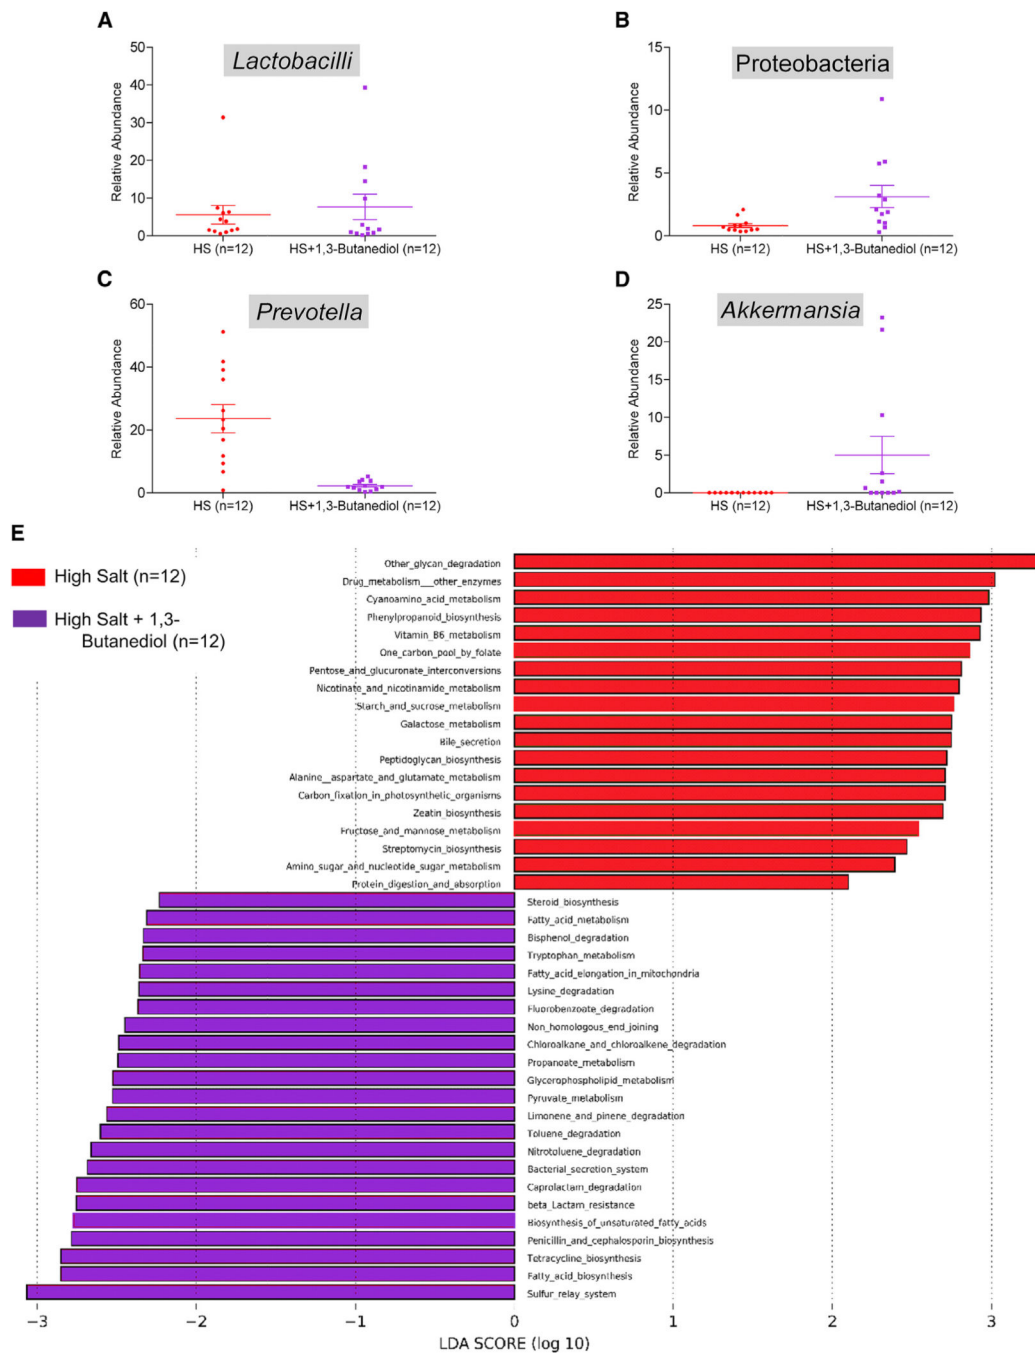 A
B
Lactobacilli
Proteobacteria
50
40
30
20
10
0
Relative Abundance
HS (n=12)
HS+1,3-Butanediol (n=12)
15
10
5
0
Relative Abundance
HS (n=12)
HS+1,3-Butanediol (n=12)
C
D
Prevotella
Akkermansia
60
40
20
0
Relative Abundance
HS (n=12)
HS+1,3-Butanediol (n=12)
25
20
15
10
5
0
Relative Abundance
HS (n=12)
HS+1,3-Butanediol (n=12)
E
High Salt (n=12)
High Salt + 1,3-
Butanediol (n=12)
Other_glycan_degradation
Drug_metabolism___other_enzymes
Cyanoamino_acid_metabolism
Phenylpropanoid_biosynthesis
Vitamin_B6_metabolism
One_carbon_pool_by_folate
Pentose_and_glucuronate_interconversions
Nicotinate_and_nicotinamide_metabolism
Starch_and_sucrose_metabolism
Galactose_metabolism
Bile_secretion
Peptidoglycan_biosynthesis
Alanine__aspartate_and_glutamate_metabolism
Carbon_fixation_in_photosynthetic_organisms
Zeatin_biosynthesis
Fructose_and_mannose_metabolism
Streptomycin_biosynthesis
Amino_sugar_and_nucleotide_sugar_metabolism
Protein_digestion_and_absorption
Steroid_biosynthesis
Fatty_acid_metabolism
Bisphenol_degradation
Tryptophan_metabolism
Fatty_acid_elongation_in_mitochondria
Lysine_degradation
Fluorobenzoate_degradation
Non_homologous_end_joining
Chloroalkane_and_chloroalkene_degradation
Propanoate_metabolism
Glycerophospholipid_metabolism
Pyruvate_metabolism
Limonene_and_pinene_degradation
Toluene_degradation
Nitrotoluene_degradation
Bacterial_secretion_system
Caprolactam_degradation
beta_Lactam_resistance
Biosynthesis_of_unsaturated_fatty_acids
Penicillin_and_cephalosporin_biosynthesis
Tetracycline_biosynthesis
Fatty_acid_biosynthesis
Sulfur_relay_system
−3 −2 −1 0 1 2 3
LDA SCORE (log 10)